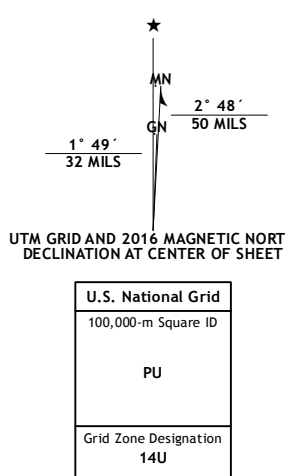 ★
MN
2° 48´
50 MILS
GN
1° 49´
32 MILS
UTM GRID AND 2016 MAGNETIC NORT
DECLINATION AT CENTER OF SHEET
U.S. National Grid
100,000-m Square ID
PU
Grid Zone Designation
14U